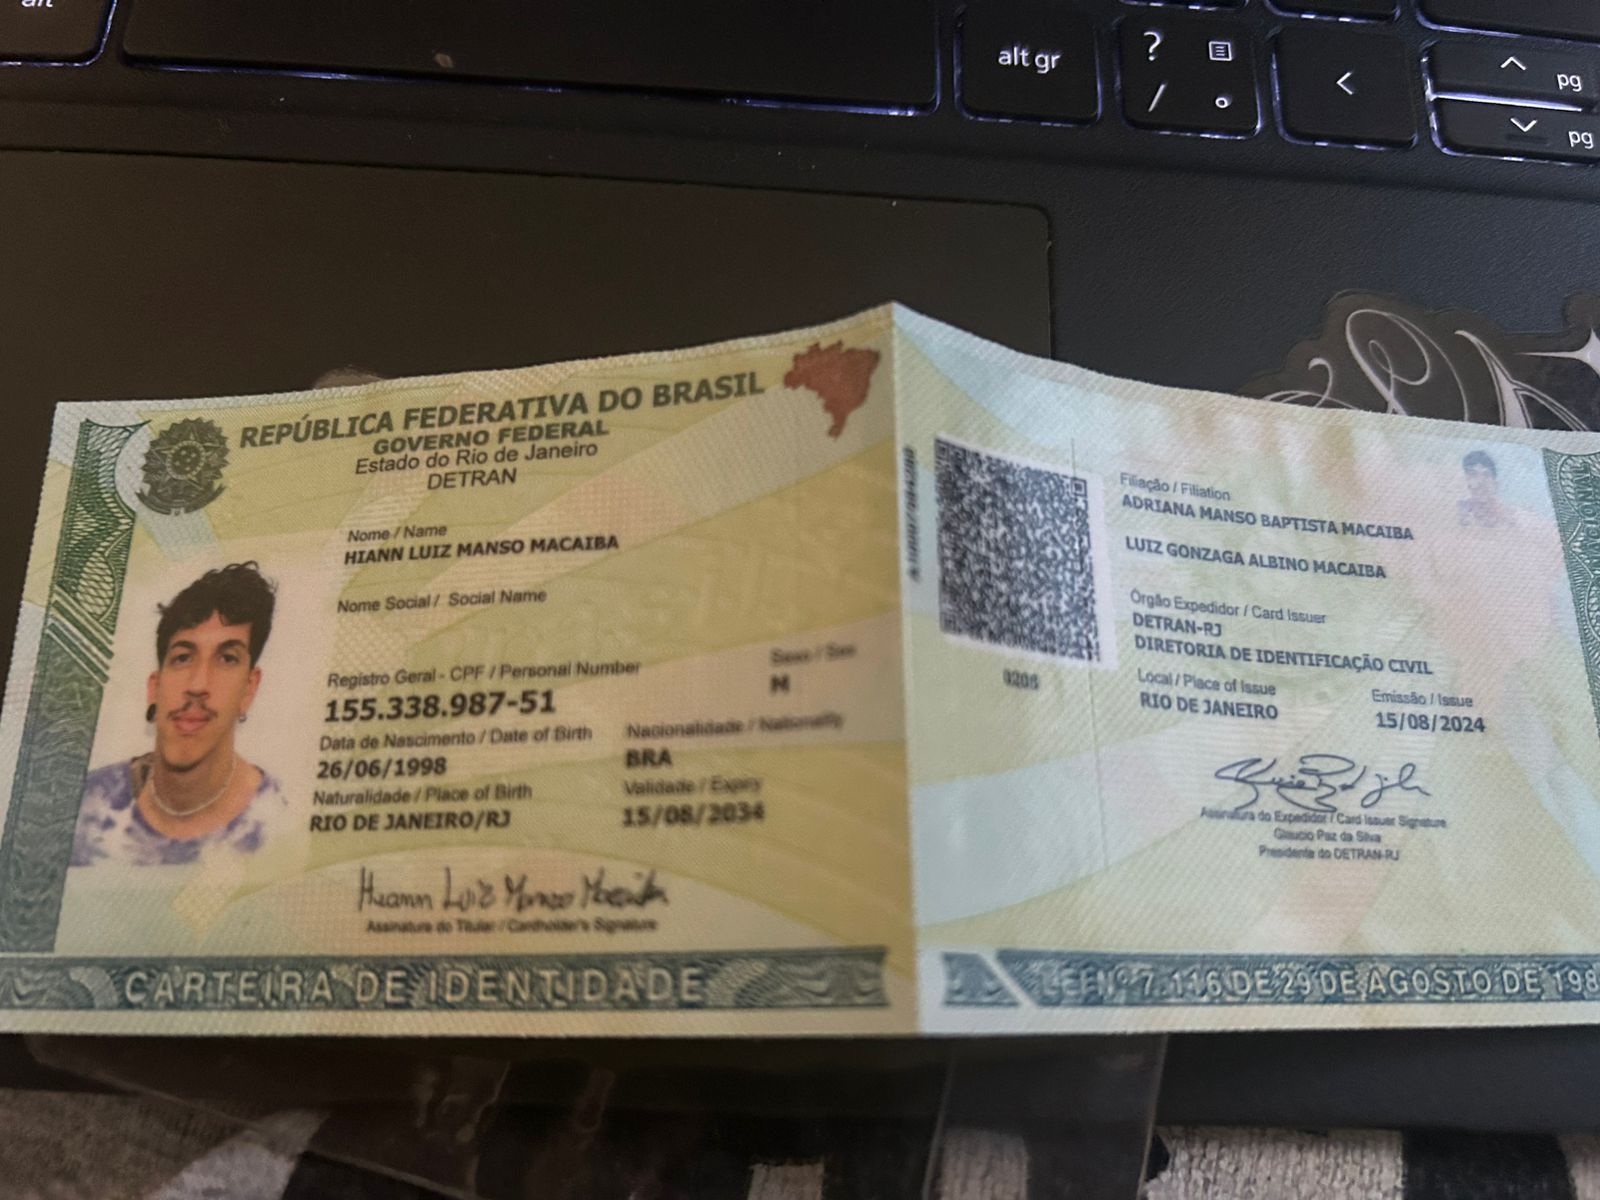 alt
alt gr
?
/
°
<
pg
pg
REPÚBLICA FEDERATIVA DO BRASIL
GOVERNO FEDERAL
Estado do Rio de Janeiro
DETRAN
Nome / Name
HIANN LUIZ MANSO MACAIBA
Nome Social / Social Name
Registro Geral - CPF / Personal Number
155.338.987-51
Sexo / Sex
M
Data de Nascimento / Date of Birth
26/06/1998
Nacionalidade / Nationality
BRA
Naturalidade / Place of Birth
RIO DE JANEIRO/RJ
Validade / Expiry
15/08/2034
Hiann Luiz Manso Macaiba
Assinatura do Titular / Cardholder's Signature
CARTEIRA DE IDENTIDADE
Filiação / Filiation
ADRIANA MANSO BAPTISTA MACAIBA
LUIZ GONZAGA ALBINO MACAIBA
Órgão Expedidor / Card Issuer
DETRAN-RJ
DIRETORIA DE IDENTIFICAÇÃO CIVIL
0206
Local / Place of Issue
RIO DE JANEIRO
Emissão / Issue
15/08/2024
Assinatura do Expedidor / Card Issuer Signature
Glaucio Paz da Silva
Presidente do DETRAN-RJ
LEI Nº 7.116 DE 29 DE AGOSTO DE 198